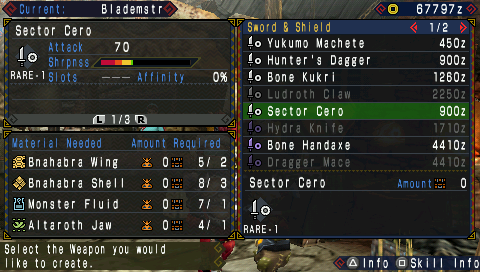 Current: Blademstr
67797z
Sector Cero
Attack 70
Shrpnss
RARE-1 Slots --- Affinity 0%
L 1/3 R
Material Needed Amount Required
Bnahabra Wing 0 5/ 2
Bnahabra Shell 0 8/ 3
Monster Fluid 0 7/ 1
Altaroth Jaw 0 4/ 1
Select the Weapon you would
like to create.
Sword & Shield 1/2
Yukumo Machete 450z
Hunter's Dagger 900z
Bone Kukri 1260z
Ludroth Claw 2250z
Sector Cero 900z
Hydra Knife 1710z
Bone Handaxe 4410z
Dragger Mace 4410z
Sector Cero Amount 0
RARE-1
Info Skill Info